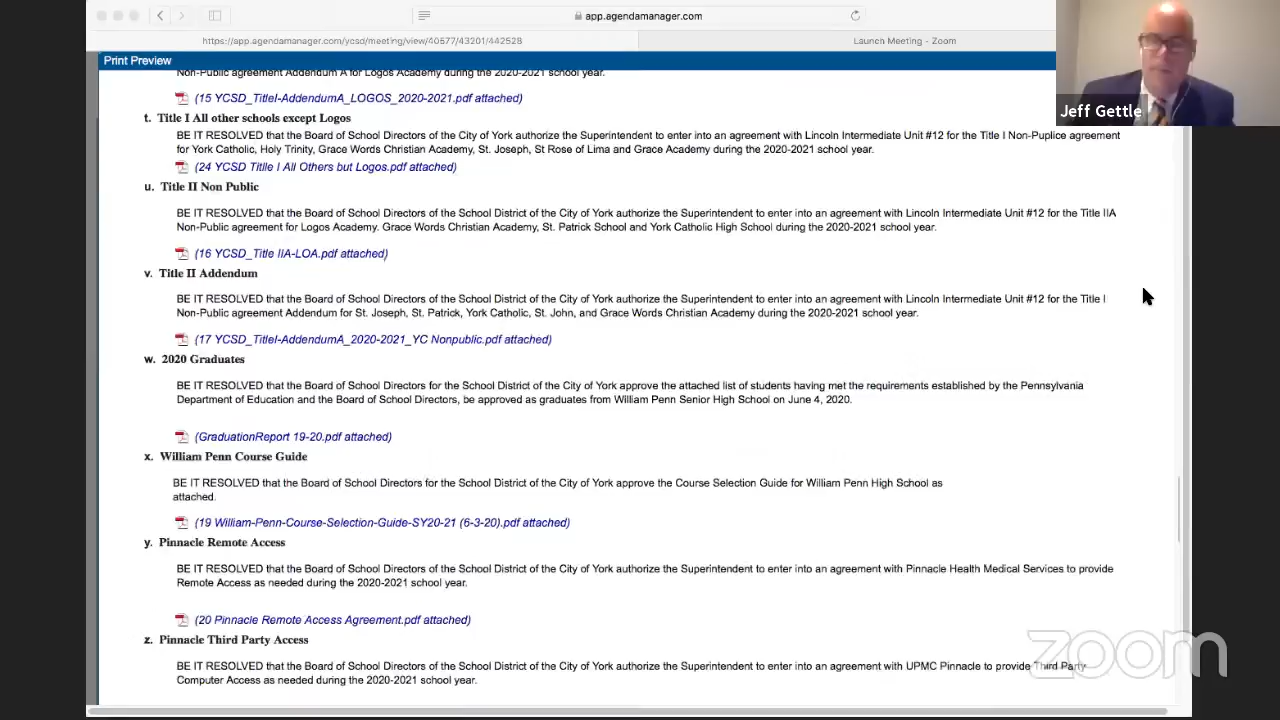 app.agendamanager.com
https://app.agendamanager.com/ycsd/meeting/view/40577/43201/442528
Launch Meeting - Zoom
Print Preview
Jeff Gettle
Non-Public agreement Addendum A for Logos Academy during the 2020-2021 school year.
(15 YCSD_TitleI-AddendumA_LOGOS_2020-2021.pdf attached)
t. Title I All other schools except Logos
BE IT RESOLVED that the Board of School Directors of the City of York authorize the Superintendent to enter into an agreement with Lincoln Intermediate Unit #12 for the Title I Non-Puplice agreement
for York Catholic, Holy Trinity, Grace Words Christian Academy, St. Joseph, St Rose of Lima and Grace Academy during the 2020-2021 school year.
(24 YCSD Title I All Others but Logos.pdf attached)
u. Title II Non Public
BE IT RESOLVED that the Board of School Directors of the School District of the City of York authorize the Superintendent to enter into an agreement with Lincoln Intermediate Unit #12 for the Title IIA
Non-Public agreement for Logos Academy. Grace Words Christian Academy, St. Patrick School and York Catholic High School during the 2020-2021 school year.
(16 YCSD_Title IIA-LOA.pdf attached)
v. Title II Addendum
BE IT RESOLVED that the Board of School Directors of the School District of the City of York authorize the Superintendent to enter into an agreement with Lincoln Intermediate Unit #12 for the Title I
Non-Public agreement Addendum for St. Joseph, St. Patrick, York Catholic, St. John, and Grace Words Christian Academy during the 2020-2021 school year.
(17 YCSD_TitleI-AddendumA_2020-2021_YC Nonpublic.pdf attached)
w. 2020 Graduates
BE IT RESOLVED that the Board of School Directors for the School District of the City of York approve the attached list of students having met the requirements established by the Pennsylvania
Department of Education and the Board of School Directors, be approved as graduates from William Penn Senior High School on June 4, 2020.
(GraduationReport 19-20.pdf attached)
x. William Penn Course Guide
BE IT RESOLVED that the Board of School Directors for the School District of the City of York approve the Course Selection Guide for William Penn High School as
attached.
(19 William-Penn-Course-Selection-Guide-SY20-21 (6-3-20).pdf attached)
y. Pinnacle Remote Access
BE IT RESOLVED that the Board of School Directors of the School District of the City of York authorize the Superintendent to enter into an agreement with Pinnacle Health Medical Services to provide
Remote Access as needed during the 2020-2021 school year.
(20 Pinnacle Remote Access Agreement.pdf attached)
z. Pinnacle Third Party Access
BE IT RESOLVED that the Board of School Directors of the School District of the City of York authorize the Superintendent to enter into an agreement with UPMC Pinnacle to provide Third Party
Computer Access as needed during the 2020-2021 school year.
zoom